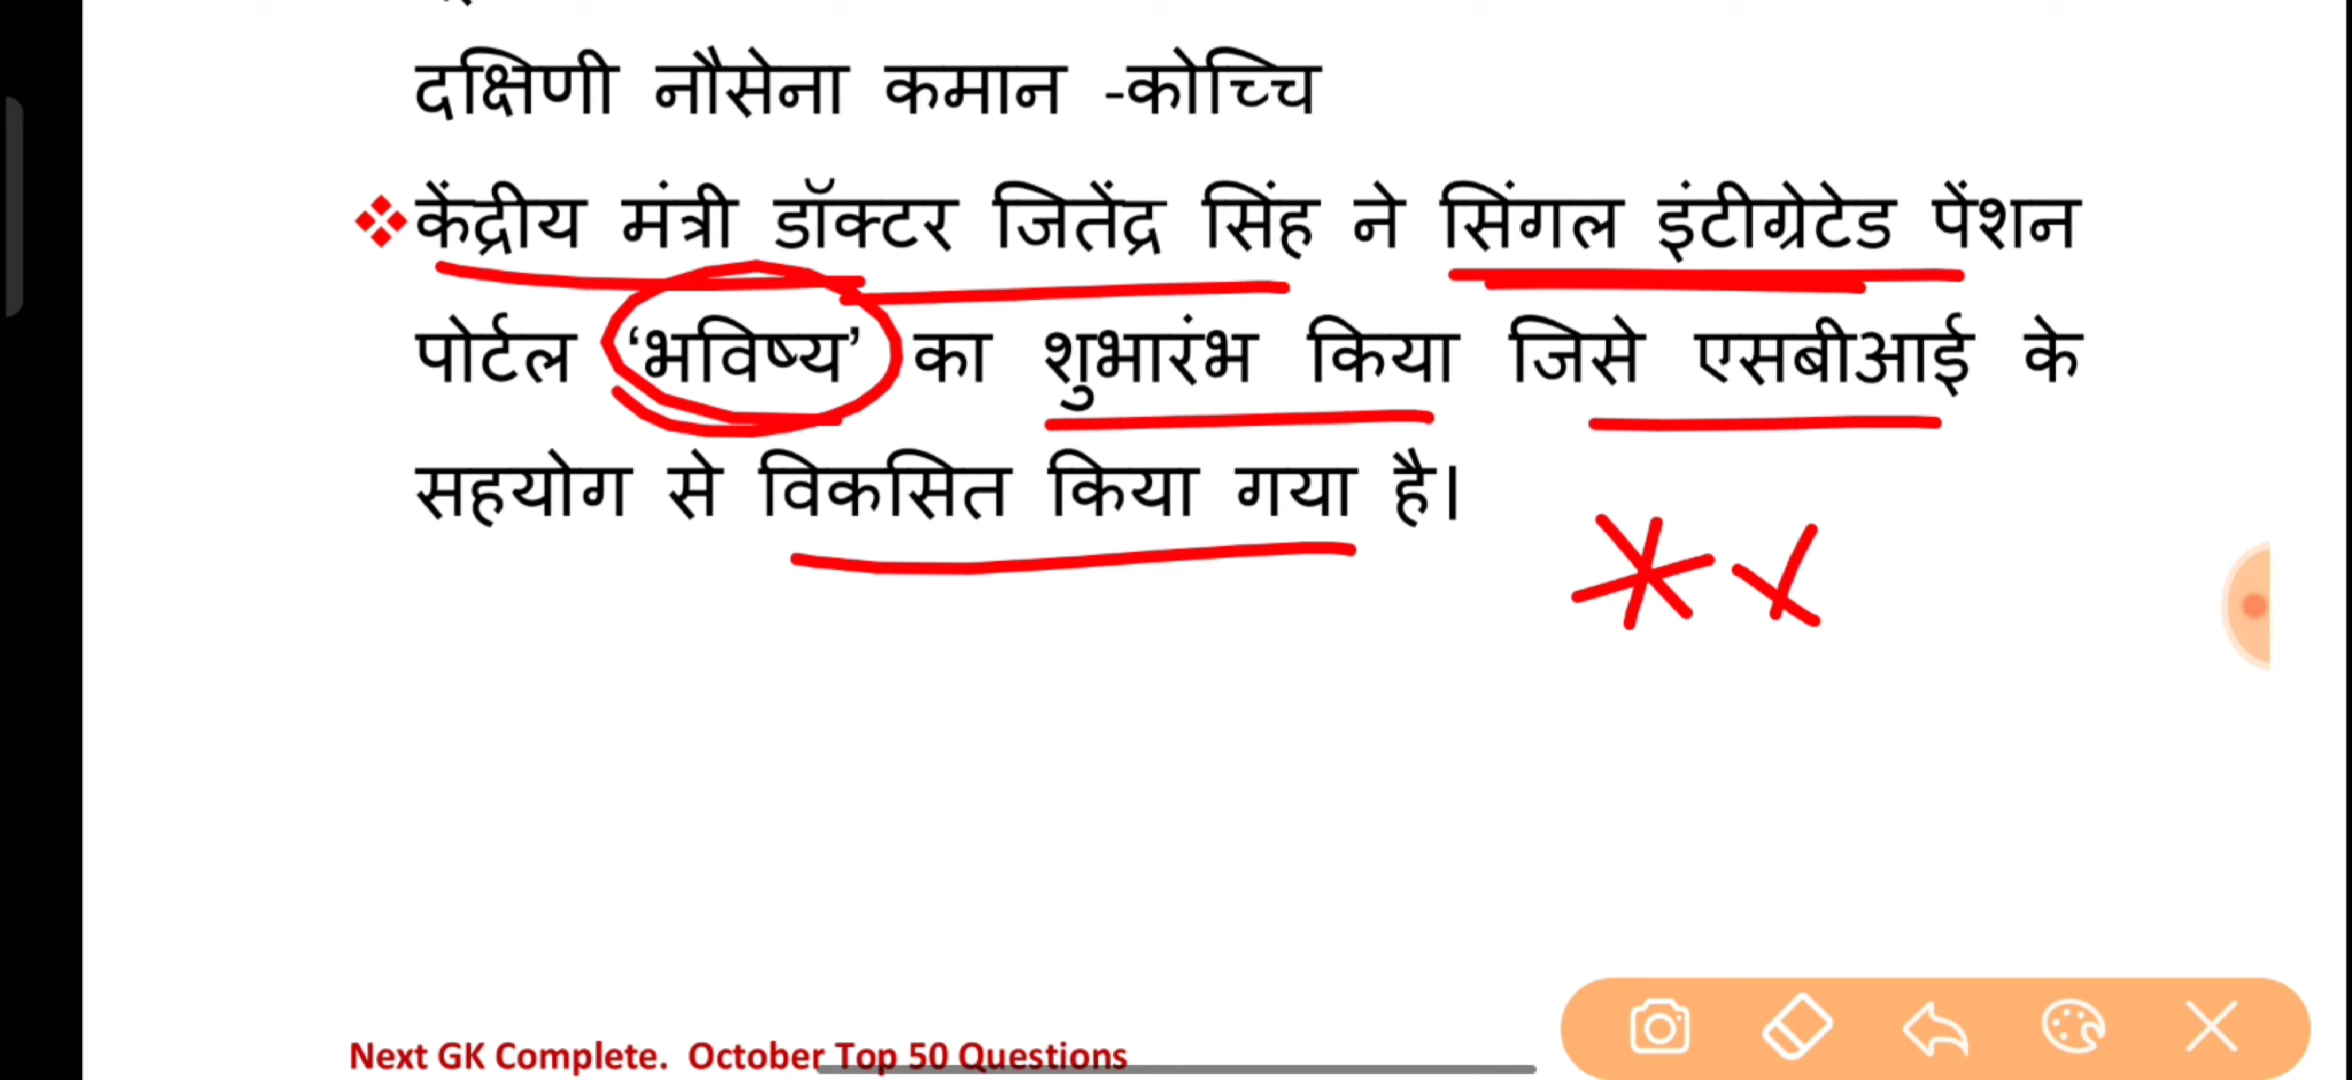 दक्षिणी नौसेना कमान -कोच्चि
❖केंद्रीय मंत्री डॉक्टर जितेंद्र सिंह ने सिंगल इंटीग्रेटेड पेंशन
पोर्टल ‘भविष्य’ का शुभारंभ किया जिसे एसबीआई के
सहयोग से विकसित किया गया है।
Next GK Complete. October Top 50 Questions